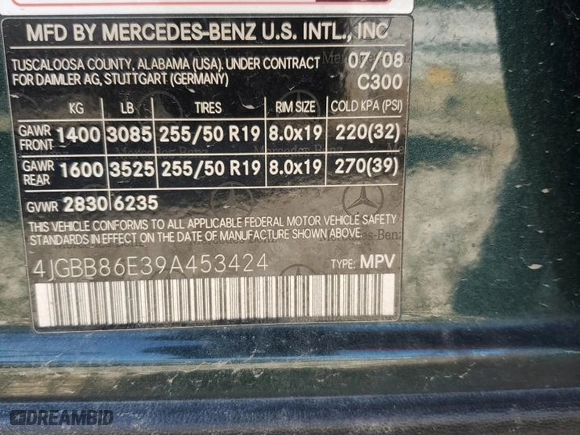 MFD BY MERCEDES-BENZ U.S. INTL., INC
TUSCALOOSA COUNTY, ALABAMA (USA). UNDER CONTRACT 07/08
FOR DAIMLER AG, STUTTGART (GERMANY) C300
KG LB TIRES RIM SIZE COLD KPA (PSI)
GAWR FRONT 1400 3085 255/50 R19 8.0x19 220(32)
GAWR REAR 1600 3525 255/50 R19 8.0x19 270(39)
GVWR 2830 6235
THIS VEHICLE CONFORMS TO ALL APPLICABLE FEDERAL MOTOR VEHICLE SAFETY
STANDARDS IN EFFECT ON THE DATE OF MANUFACTURE SHOWN ABOVE.
4JGBB86E39A453424 TYPE: MPV
Mercedes-Benz
DREAMBID